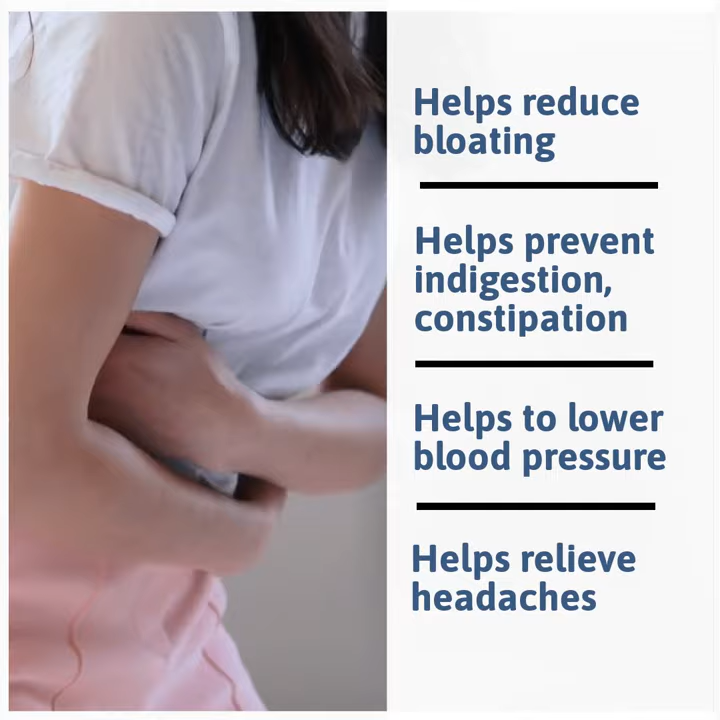 Helps reduce
bloating
Helps prevent
indigestion,
constipation
Helps to lower
blood pressure
Helps relieve
headaches